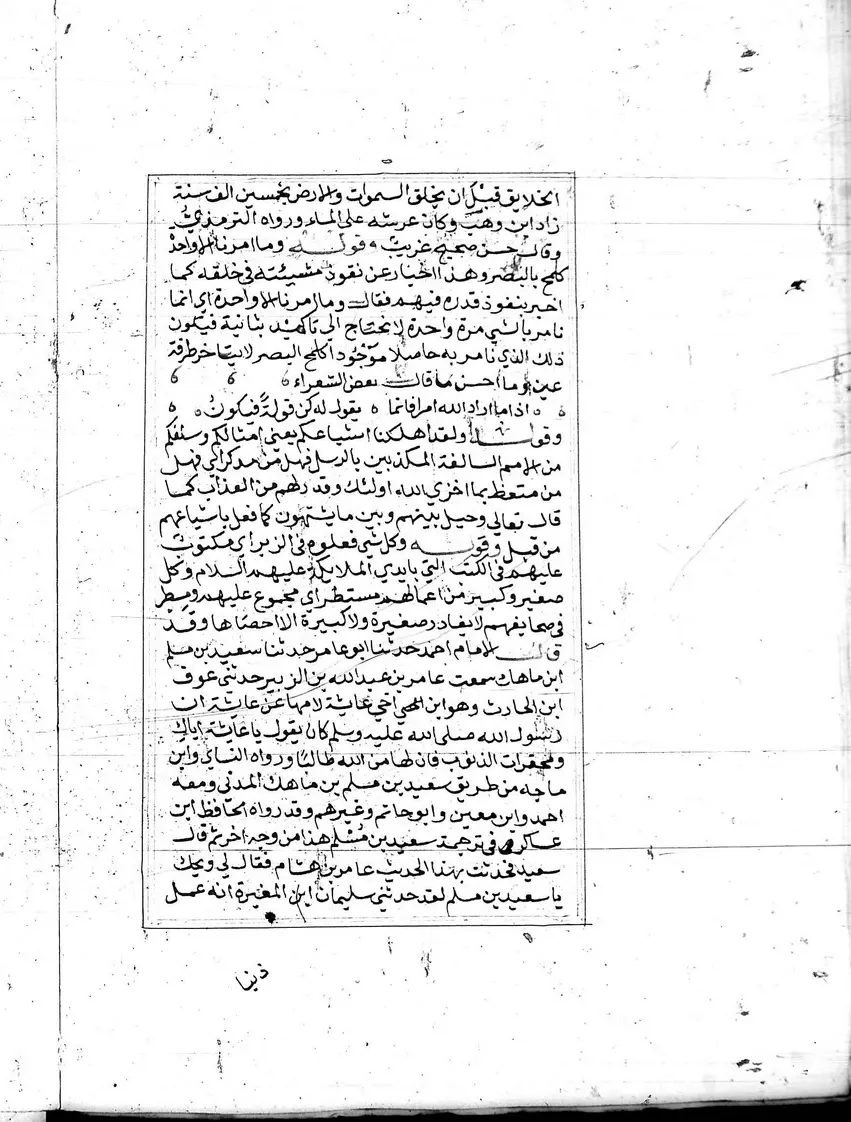 الخلايق قبل ان يخلق السموات والارض بخمسين الف سنة
زاد ابن وهب وكان عرشه على الماء ورواه الترمذي
وقال حسن صحيح غريب وقوله وما امرنا الا واحدة
كلمح بالبصر وهذا اخبار عن نفوذ مشيئته في خلقه كما
اخبر بنفوذ قدره فيهم فقال وما امرنا الا واحدة اي انما
نامر بالشي مرة واحدة لا نحتاج الى تاكيد بثانية فيكون
ذلك الذي نامر به حاصلا موجودا كلمح البصر لا يتاخر طرفة
عين وما احسن ما قال بعض الشعراء
اذا ما اراد الله امرا فانما يقول له كن قولة فيكون
وقوله ولقد اهلكنا اشياعكم يعني امثالكم وسلفكم
من الامم السالفة المكذبين بالرسل فهل من مدكر اي فهل
من متعظ بما اخزي الله اولئك وقدر لهم من العذاب كما
قال تعالي وحيل بينهم وبين ما يشتهون كما فعل باشياعهم
من قبل وقوله وكل شي فعلوه في الزبر اي مكتوب
عليهم في الكتب التي بايدي الملايكة عليهم السلام وكل
صغير وكبير من اعمالهم مستطر اي مجموع عليهم ومسطر
في صحايفهم لا يغادر صغيرة ولا كبيرة الا احصاها وقد
قال الامام احمد حدثنا ابو عامر حدثنا سعيد بن مسلم
ابن ماهك سمعت عامر بن عبد الله بن الزبير حدثني عوف
ابن الحارث وهو ابن اخي عايشة لامها عن عايشة ان
رسول الله صلى الله عليه وسلم كان يقول يا عايشة اياك
ومحقرات الذنوب فان لها من الله طالبا ورواه النساي وابن
ماجه من طريق سعيد بن مسلم بن ماهك المدني وثقه
احمد وابن معين وابو حاتم وغيرهم وقد رواه الحافظ ابن
عساكر في ترجمة سعيد بن مسلم هذا من وجه اخر ثم قال
سعيد فحدثت بهذا الحديث عامر بن هشام فقال لي ويحك
يا سعيد بن مسلم لقد حدثني سليمان ابن المغيرة انه عمل
ذنبا